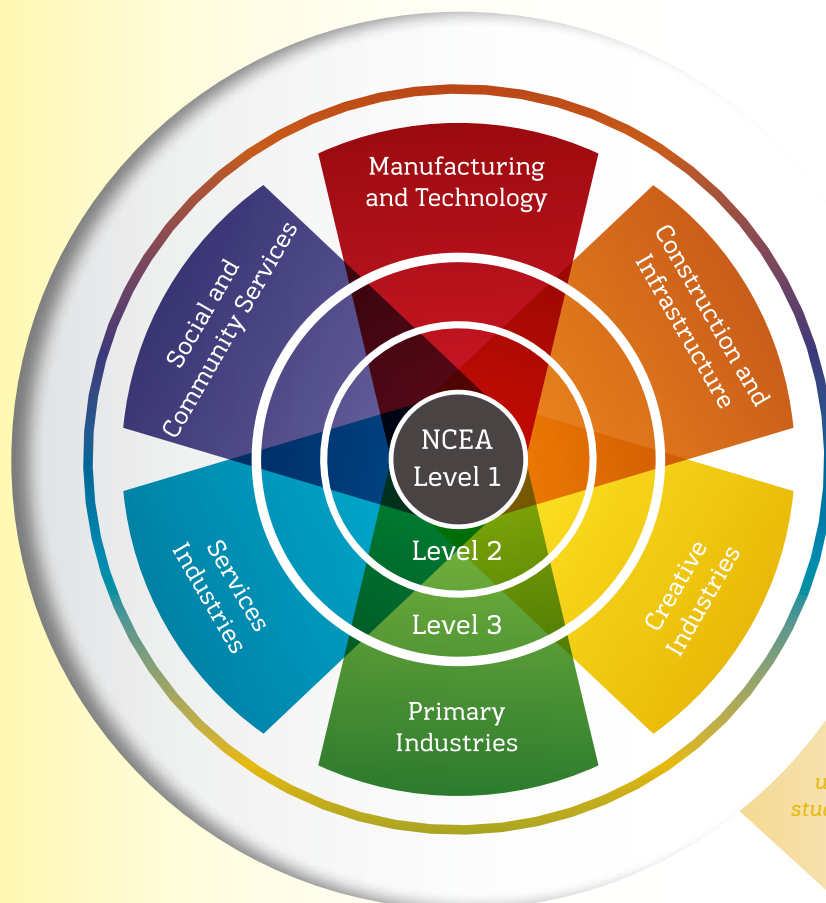 Manufacturing
and Technology
Construction and
Infrastructure
Creative
Industries
Primary
Industries
Services
Industries
Social and
Community Services
NCEA
Level 1
Level 2
Level 3